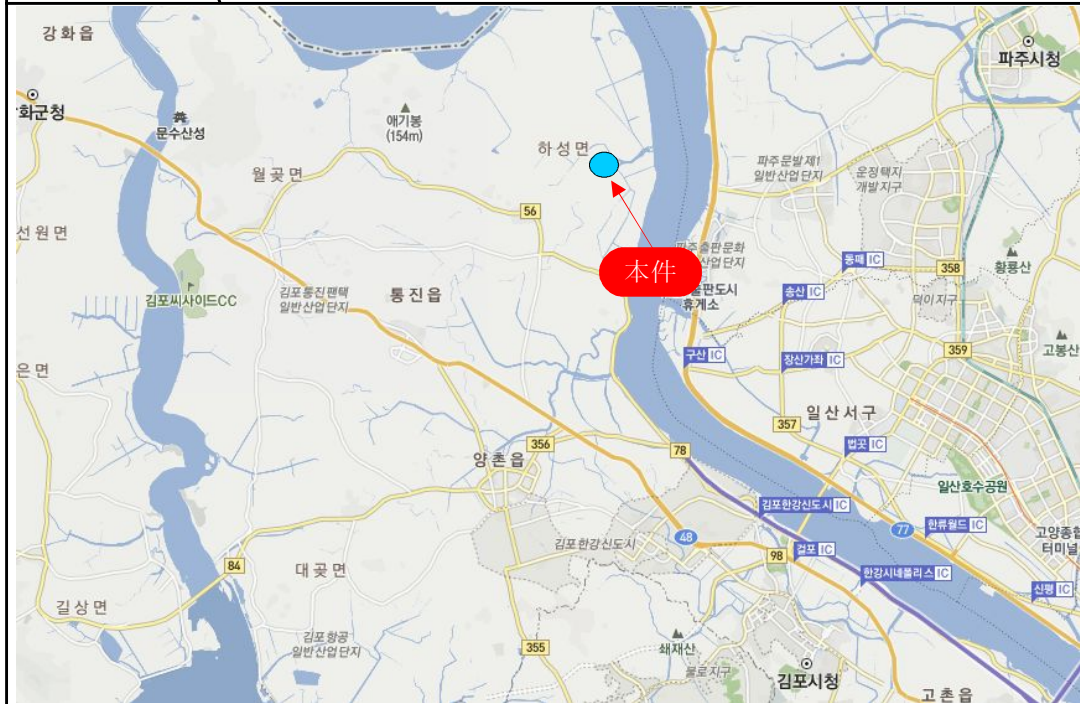 강화읍
파주시청
화군청
애기봉
(154m)
문수산성
하성면
월곶면
파주문발제1
일반산업단지
운정택지
개발지구
56
선원면
파주출판문화
산업단지
동패 IC
358
황룡산
本件
김포씨사이드CC
김포통진팬택
일반산업단지
통진읍
출판도시
휴게소
송산 IC
덕이지구
고봉산
359
구산 IC
장산가좌 IC
은면
일산서구
357
356
78
법곳 IC
양촌읍
일산호수공원
김포한강신도시 IC
77
한류월드 IC
고양종합
터미널
48
김포한강신도시
98
걸포 IC
84
대곶면
한강시네폴리스 IC
신평 IC
길상면
김포항공
일반산업단지
355
쇄재산
불로지구
김포시청
고촌읍